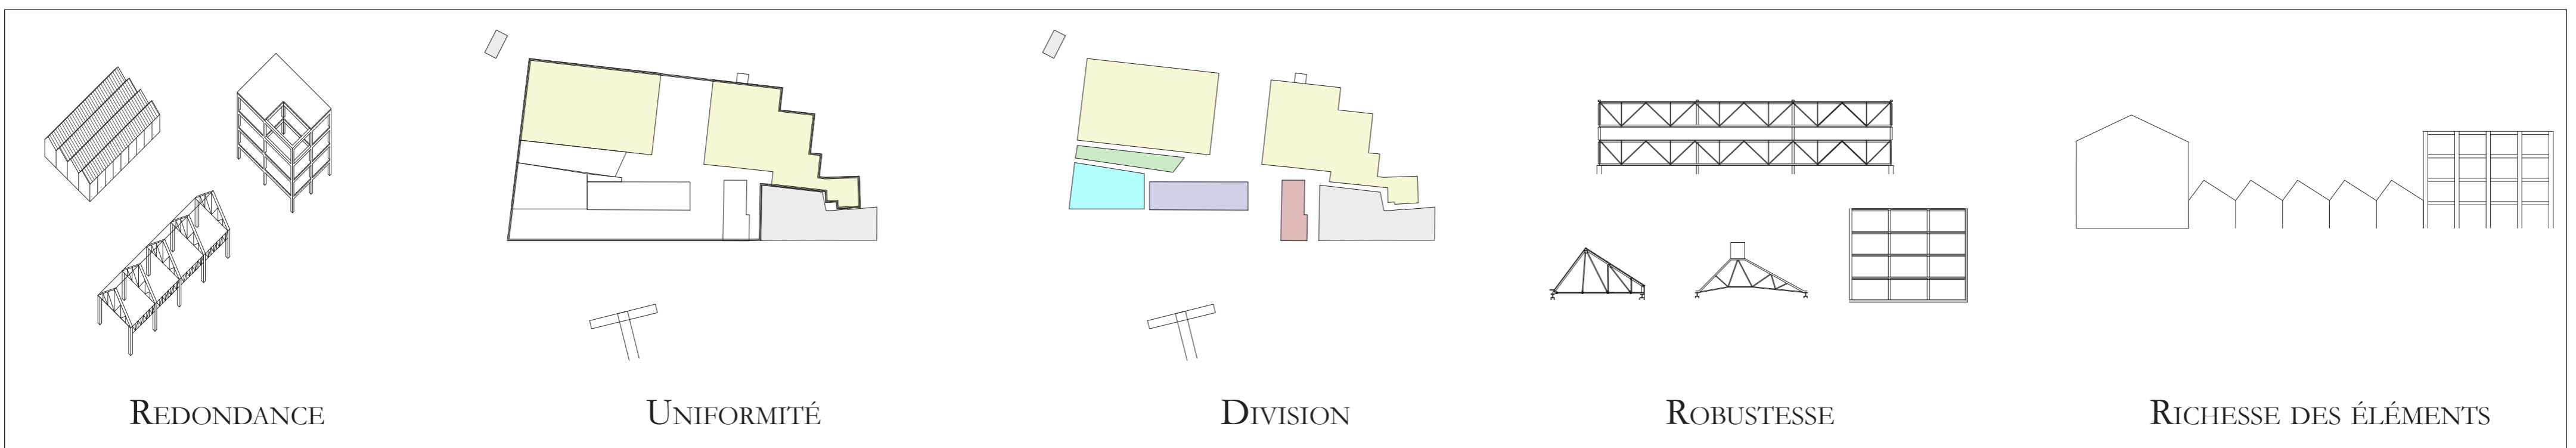 Redondance
Uniformité
Division
Robustesse
Richesse des éléments